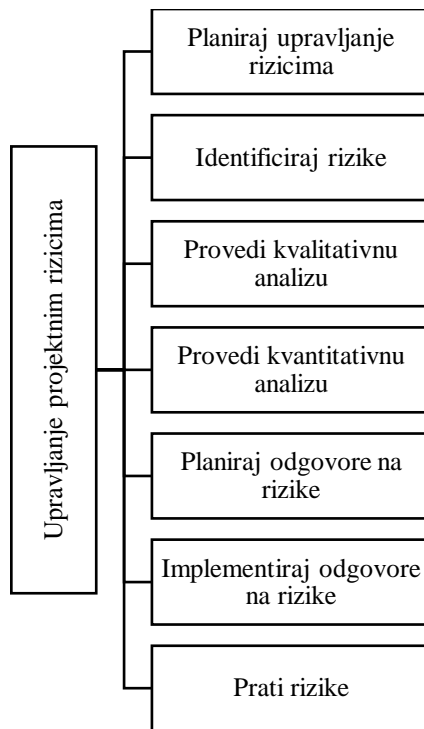 Upravljanje projektnim rizicima
Planiraj upravljanje
rizicima
Identificiraj rizike
Provedi kvalitativnu
analizu
Provedi kvantitativnu
analizu
Planiraj odgovore na
rizike
Implementiraj odgovore
na rizike
Prati rizike